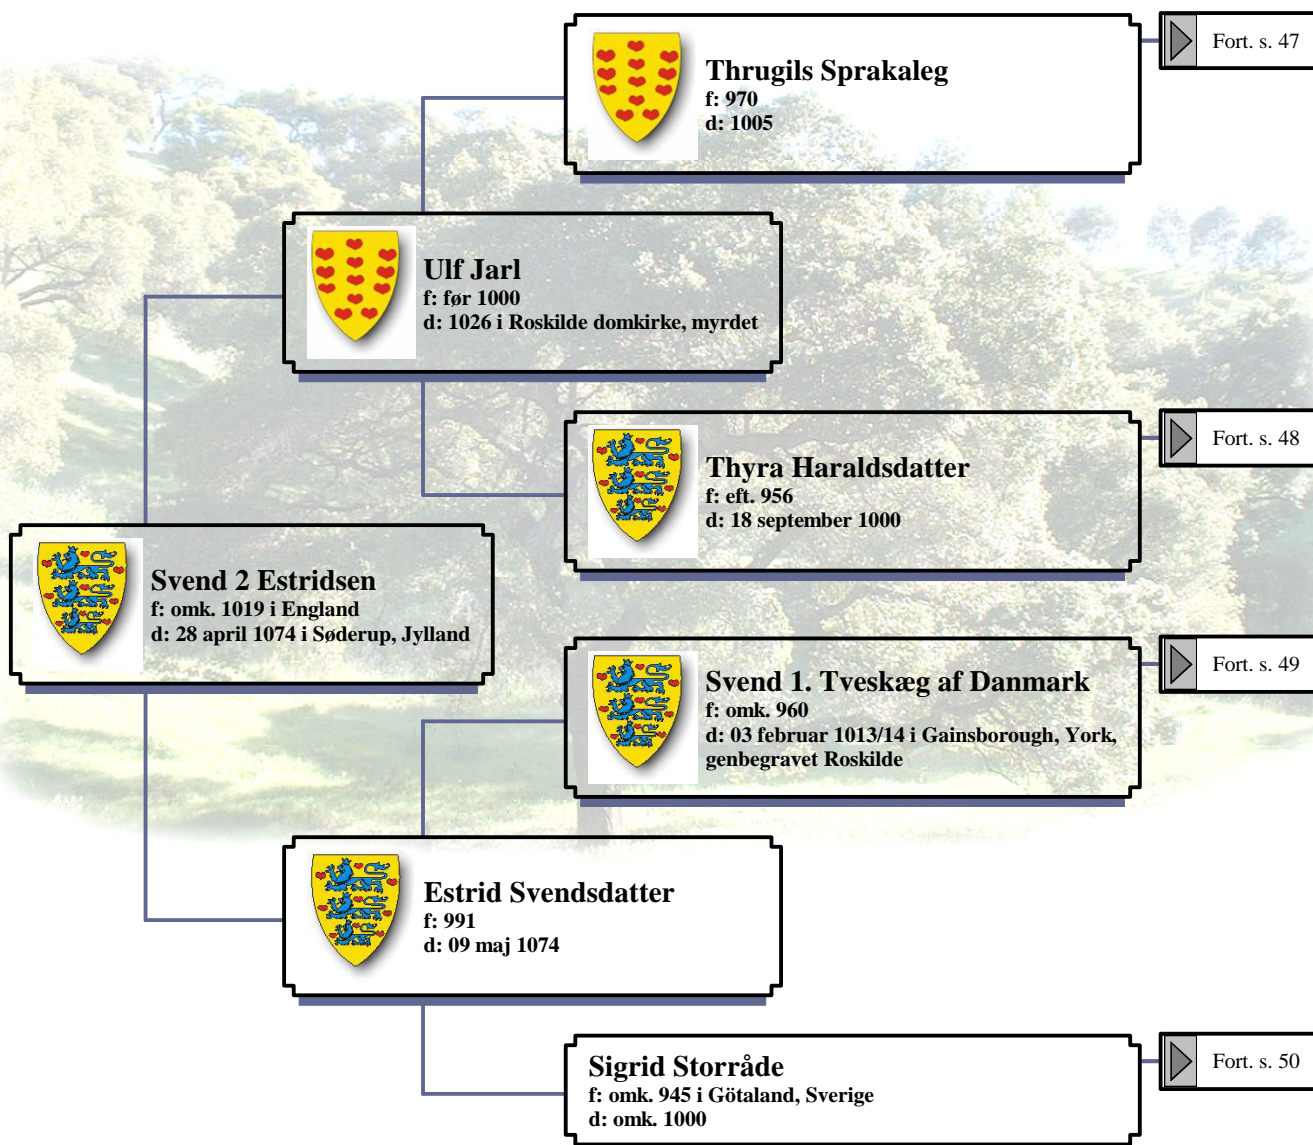 Thrugils Sprakaleg
f: 970
d: 1005
Fort. s. 47
Ulf Jarl
f: før 1000
d: 1026 i Roskilde domkirke, myrdet
Thyra Haraldsdatter
f: eft. 956
d: 18 september 1000
Fort. s. 48
Svend 2 Estridsen
f: omk. 1019 i England
d: 28 april 1074 i Søderup, Jylland
Svend 1. Tveskæg af Danmark
f: omk. 960
d: 03 februar 1013/14 i Gainsborough, York,
genbegravet Roskilde
Fort. s. 49
Estrid Svendsdatter
f: 991
d: 09 maj 1074
Sigrid Storråde
f: omk. 945 i Götaland, Sverige
d: omk. 1000
Fort. s. 50